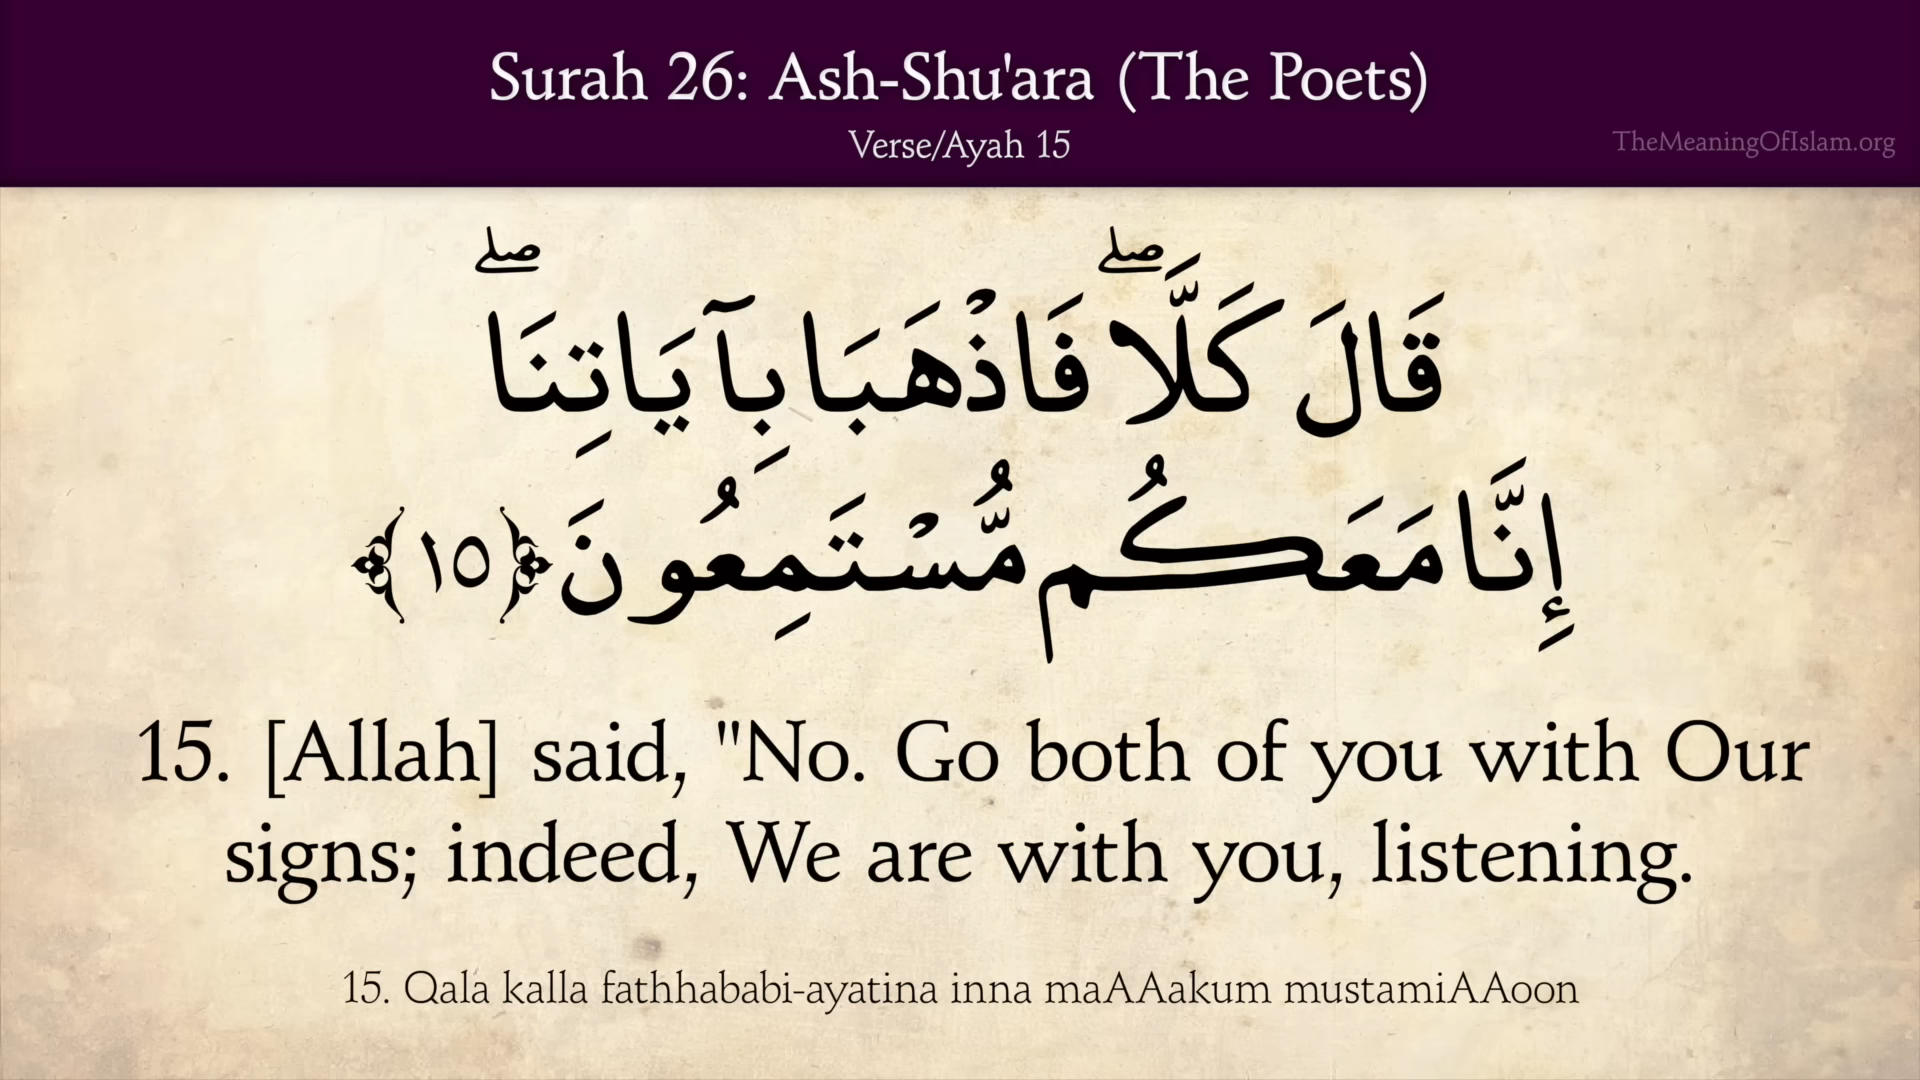 Surah 26: Ash-Shu'ara (The Poets)
Verse/Ayah 15
TheMeaningOfIslam.org
قَالَ كَلَّا ۖ فَاذْهَبَا بِآيَاتِنَا ۖ
إِنَّا مَعَكُم مُّسْتَمِعُونَ ﴿١٥﴾
15. [Allah] said, "No. Go both of you with Our
signs; indeed, We are with you, listening.
15. Qala kalla fathhababi-ayatina inna maAAakum mustamiAAoon